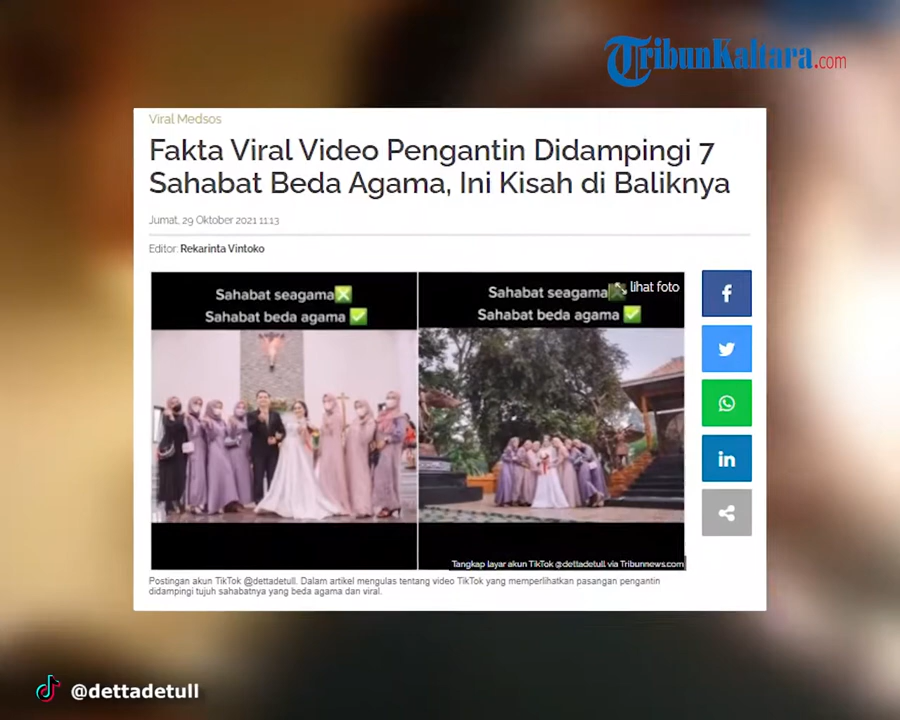 TribunKaltara.com
Viral Medsos
Fakta Viral Video Pengantin Didampingi 7
Sahabat Beda Agama, Ini Kisah di Baliknya
Jumat, 29 Oktober 2021 11:13
Editor: Rekarinta Vintoko
Sahabat seagama❎
Sahabat beda agama ✅
Sahabat seagama
lihat foto
Sahabat beda agama ✅
Tangkap layar akun TikTok @dettadetull via Tribunnews.com
Postingan akun TikTok @dettadetull. Dalam artikel mengulas tentang video TikTok yang memperlihatkan pasangan pengantin
didampingi tujuh sahabatnya yang beda agama dan viral.
@dettadetull